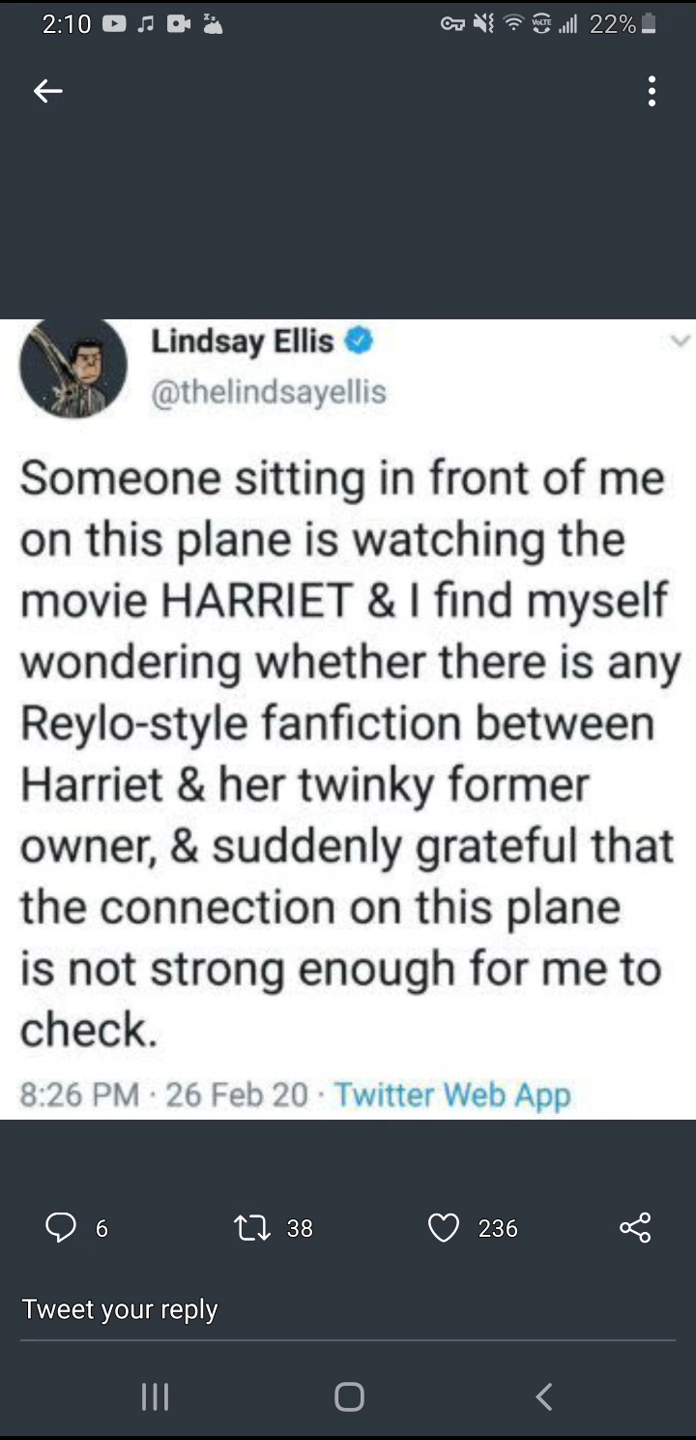 2:10 22%
Lindsay Ellis
@thelindsayellis
Someone sitting in front of me
on this plane is watching the
movie HARRIET & I find myself
wondering whether there is any
Reylo-style fanfiction between
Harriet & her twinky former
owner, & suddenly grateful that
the connection on this plane
is not strong enough for me to
check.
8:26 PM · 26 Feb 20 · Twitter Web App
6 38 236
Tweet your reply